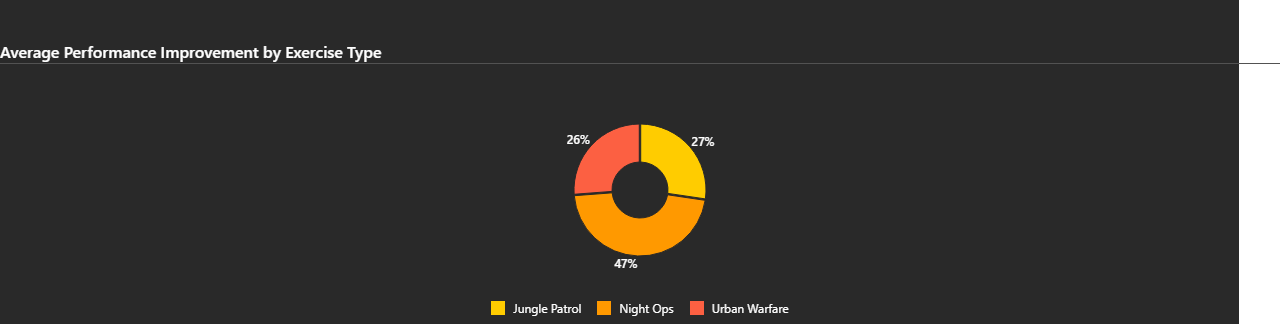 Average Performance Improvement by Exercise Type
26%
27%
47%
Jungle Patrol
Night Ops
Urban Warfare